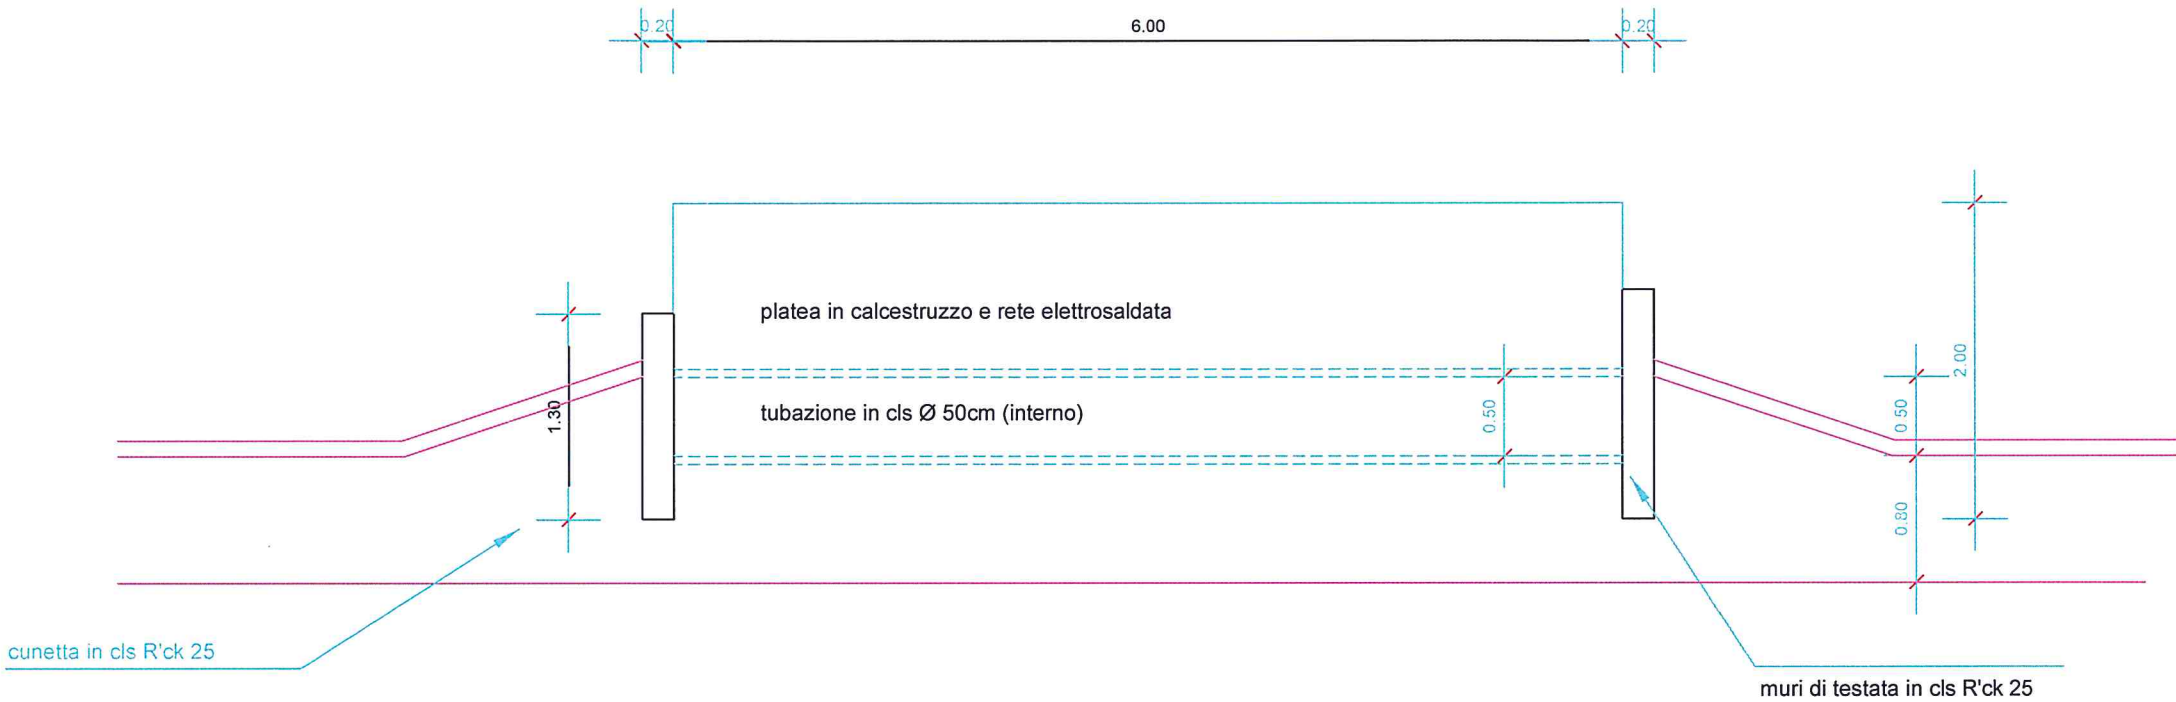 0.20
6.00
0.20
platea in calcestruzzo e rete elettrosaldata
1.30
tubazione in cls Ø 50cm (interno)
0.50
0.50
2.00
0.80
cunetta in cls R'ck 25
muri di testata in cls R'ck 25